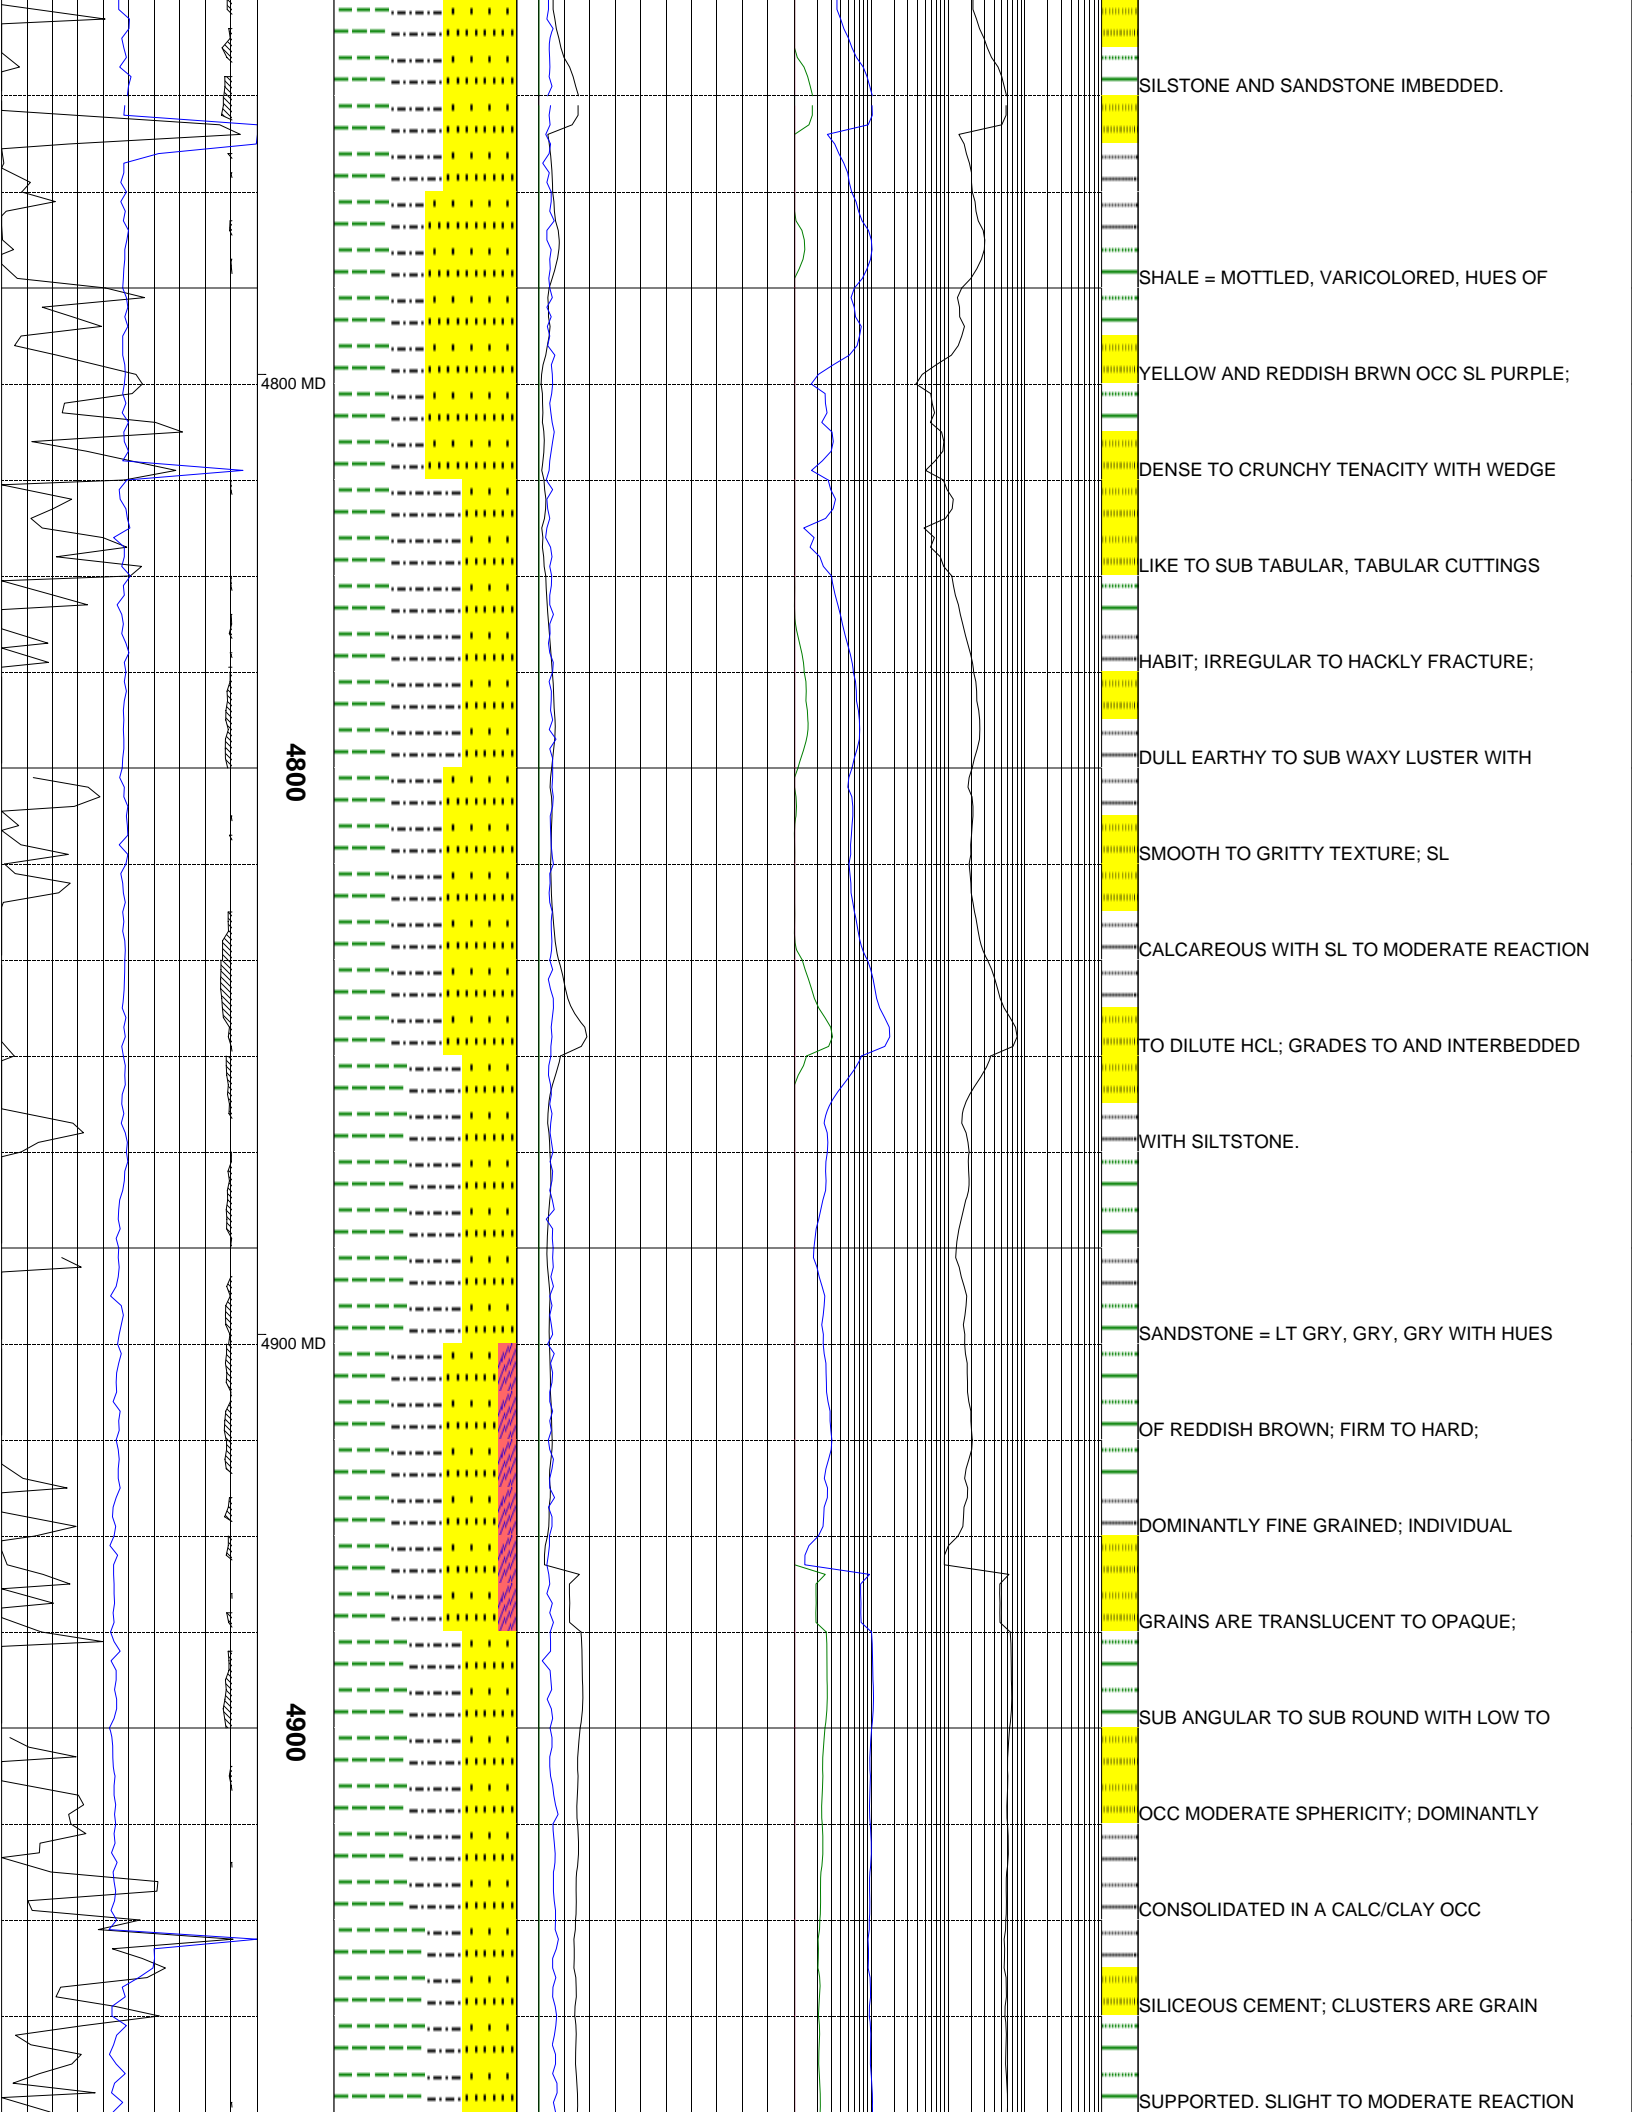 SILSTONE AND SANDSTONE IMBEDDED.
SHALE = MOTTLED, VARICOLORED, HUES OF
4800 MD
YELLOW AND REDDISH BRWN OCC SL PURPLE;
DENSE TO CRUNCHY TENACITY WITH WEDGE
LIKE TO SUB TABULAR, TABULAR CUTTINGS
HABIT; IRREGULAR TO HACKLY FRACTURE;
4800
DULL EARTHY TO SUB WAXY LUSTER WITH
SMOOTH TO GRITTY TEXTURE; SL
CALCAREOUS WITH SL TO MODERATE REACTION
TO DILUTE HCL; GRADES TO AND INTERBEDDED
WITH SILTSTONE.
4900 MD
SANDSTONE = LT GRY, GRY, GRY WITH HUES
OF REDDISH BROWN; FIRM TO HARD;
DOMINANTLY FINE GRAINED; INDIVIDUAL
GRAINS ARE TRANSLUCENT TO OPAQUE;
4900
SUB ANGULAR TO SUB ROUND WITH LOW TO
OCC MODERATE SPHERICITY; DOMINANTLY
CONSOLIDATED IN A CALC/CLAY OCC
SILICEOUS CEMENT; CLUSTERS ARE GRAIN
SUPPORTED. SLIGHT TO MODERATE REACTION